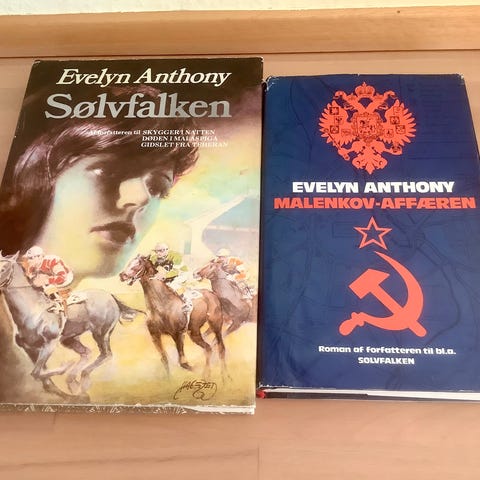 Evelyn Anthony
Sølvfalken
Af forfatteren til SKYGGER I NATTEN
DØDEN I MALASPIGA
GIDSLET FRA TEHERAN
EVELYN ANTHONY
MALENKOV-AFFÆREN
Roman af forfatteren til bl.a.
SØLVFALKEN